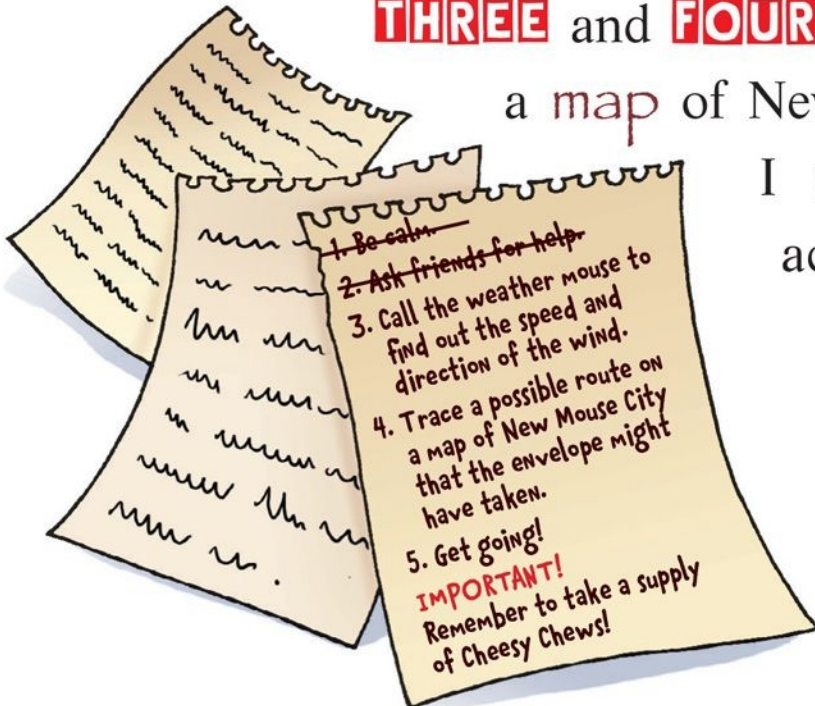 THREE and FOUR
a map of New
I
1. Be calm.
2. Ask friends for help.
3. Call the weather mouse to
find out the speed and
direction of the wind.
4. Trace a possible route on
a map of New Mouse City
that the envelope might
have taken.
5. Get going!
IMPORTANT!
Remember to take a supply
of Cheesy Chews!